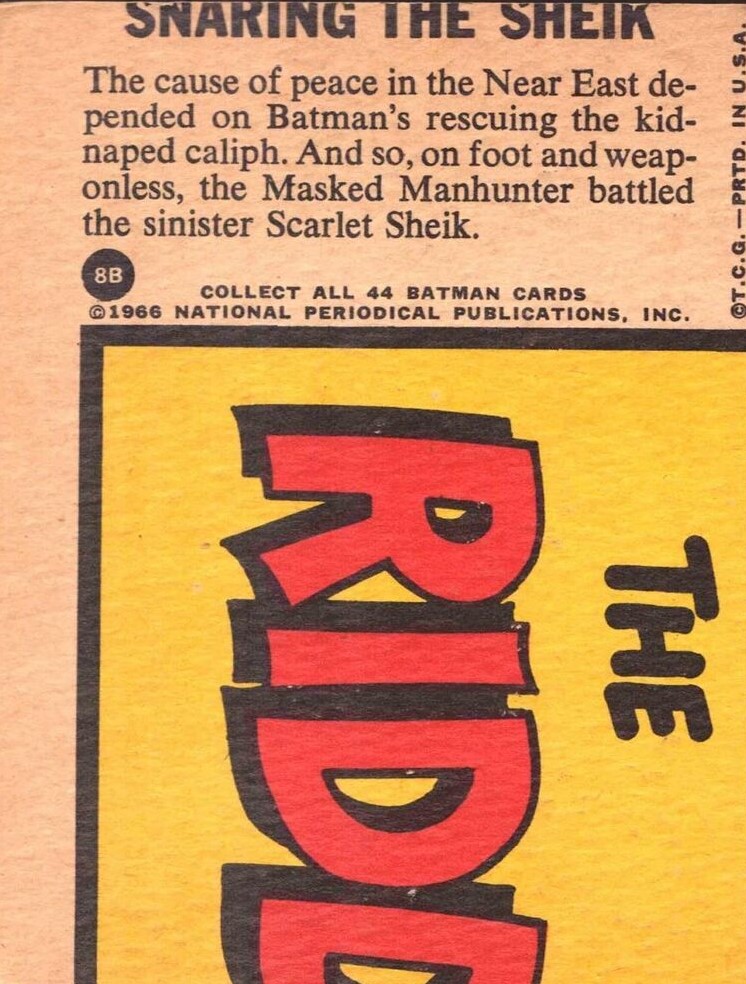 SNARING THE SHEIK
The cause of peace in the Near East de-
pended on Batman's rescuing the kid-
naped caliph. And so, on foot and weap-
onless, the Masked Manhunter battled
the sinister Scarlet Sheik.
8B
COLLECT ALL 44 BATMAN CARDS
©1966 NATIONAL PERIODICAL PUBLICATIONS, INC.
©T.C.G.—PRTD. IN U.S.A.
THE
RIDD